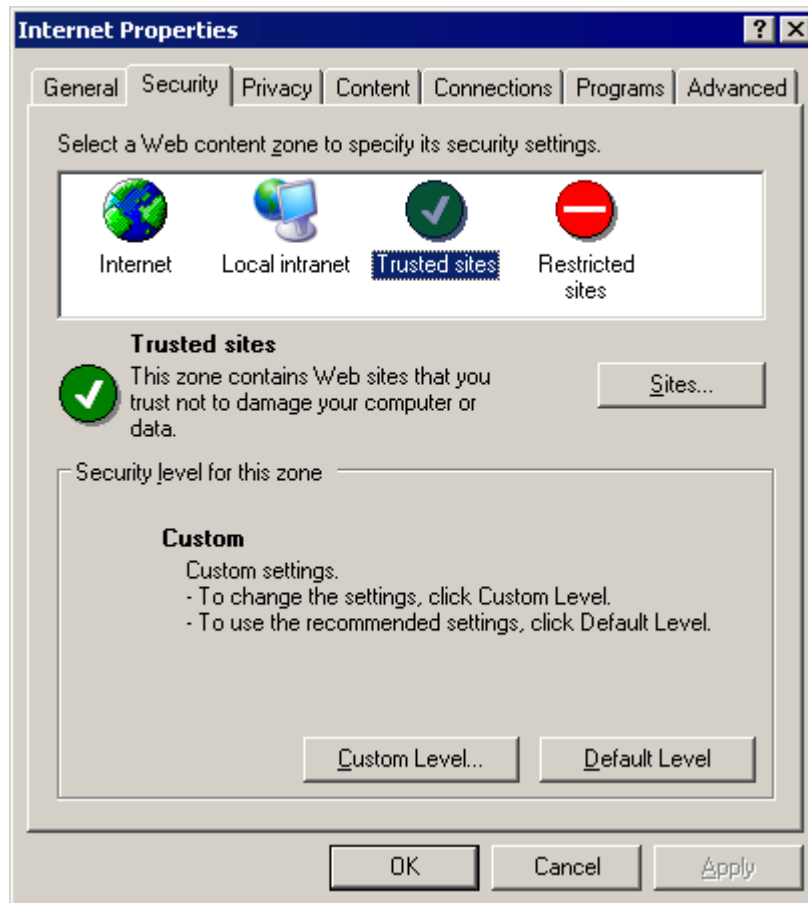 Internet Properties
General Security Privacy Content Connections Programs Advanced
Select a Web content zone to specify its security settings.
Internet Local intranet Trusted sites Restricted
sites
Trusted sites
This zone contains Web sites that you
trust not to damage your computer or
data.
Sites...
Security level for this zone
Custom
Custom settings.
- To change the settings, click Custom Level.
- To use the recommended settings, click Default Level.
Custom Level... Default Level
OK Cancel Apply